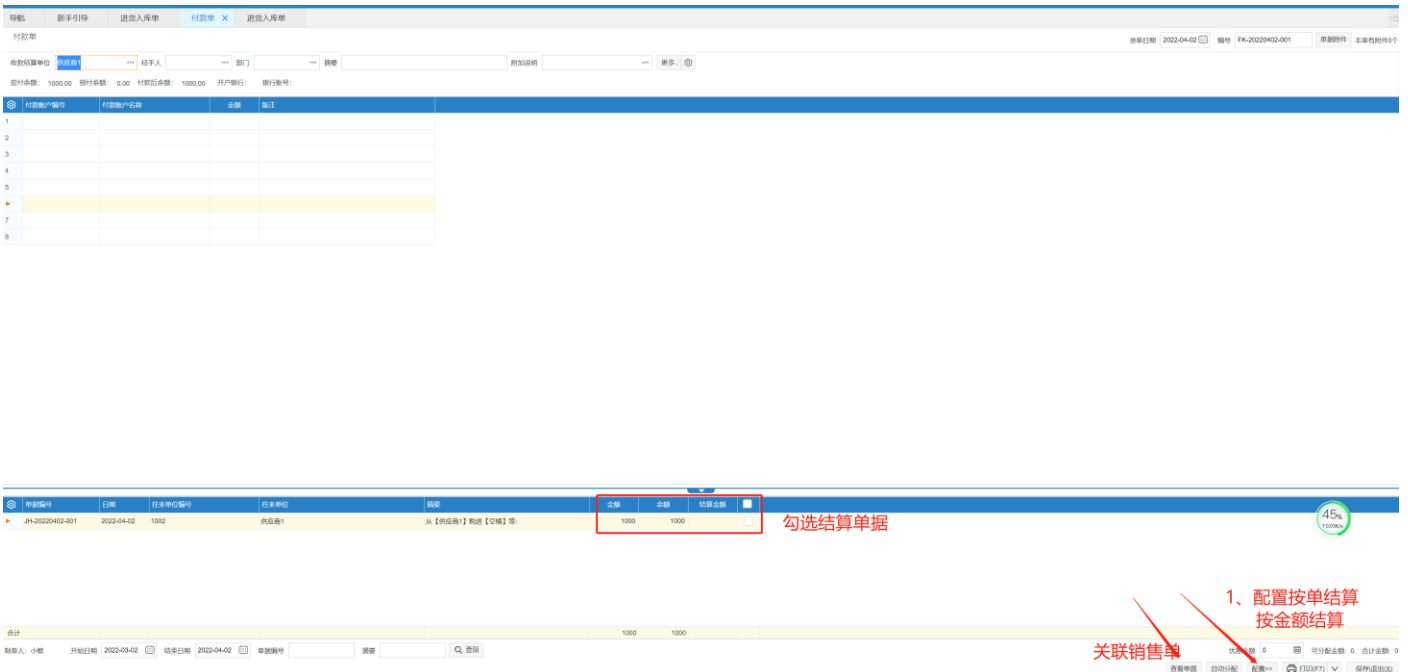 导航 新手引导 进货入库单 付款单 × 进货入库单
付款单
录单日期 2022-04-02 编号 FK-20220402-001 单据附件 本单有附件0个
收款结算单位 供应商1 ··· 经手人 ··· 部门 ··· 摘要 附加说明 ··· 更多..
应付余额: 1000.00 预付余额: 0.00 付款后余额: 1000.00 开户银行: 银行账号:
付款账户编号 付款账户名称 金额 备注
1
2
3
4
5
7
8
单据编号 日期 往来单位编号 往来单位 摘要 金额 余额 结算金额
JH-20220402-001 2022-04-02 1002 供应商1 从【供应商1】购进【空桶】等: 1000 1000
勾选结算单据
45%
1、配置按单结算
按金额结算
合计 1000 1000
关联销售单
制单人: 小郁 开始日期 2022-03-02 结束日期 2022-04-02 单据编号 摘要 查询
额 0 可分配金额: 0 合计金额: 0
查看单据 自动分配 配置>> 打印(F7) 保存|退出(X)